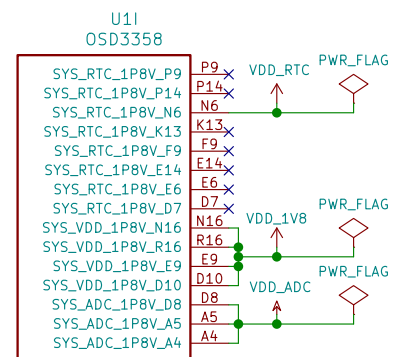 U1I
OSD3358
SYS_RTC_1P8V_P9 P9
SYS_RTC_1P8V_P14 P14
SYS_RTC_1P8V_N6 N6
SYS_RTC_1P8V_K13 K13
SYS_RTC_1P8V_F9 F9
SYS_RTC_1P8V_E14 E14
SYS_RTC_1P8V_E6 E6
SYS_RTC_1P8V_D7 D7
SYS_VDD_1P8V_N16 N16
SYS_VDD_1P8V_R16 R16
SYS_VDD_1P8V_E9 E9
SYS_VDD_1P8V_D10 D10
SYS_ADC_1P8V_D8 D8
SYS_ADC_1P8V_A5 A5
SYS_ADC_1P8V_A4 A4
VDD_RTC
PWR_FLAG
VDD_1V8
PWR_FLAG
VDD_ADC
PWR_FLAG